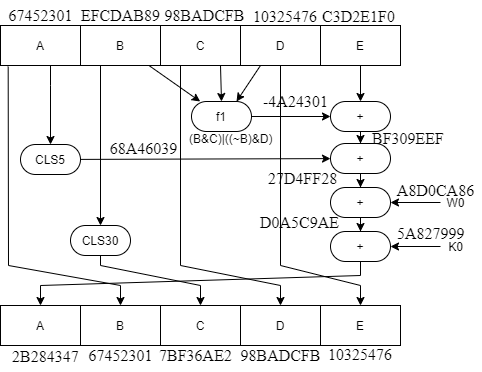 67452301 EFCDAB89 98BADCFB 10325476 C3D2E1F0
A B C D E
f1 -4A24301 +
(B&C)|((~B)&D) BF309EEF
CLS5 68A46039 +
27D4FF28
+ A8D0CA86 W0
D0A5C9AE
CLS30 + 5A827999 K0
A B C D E
2B284347 67452301 7BF36AE2 98BADCFB 10325476